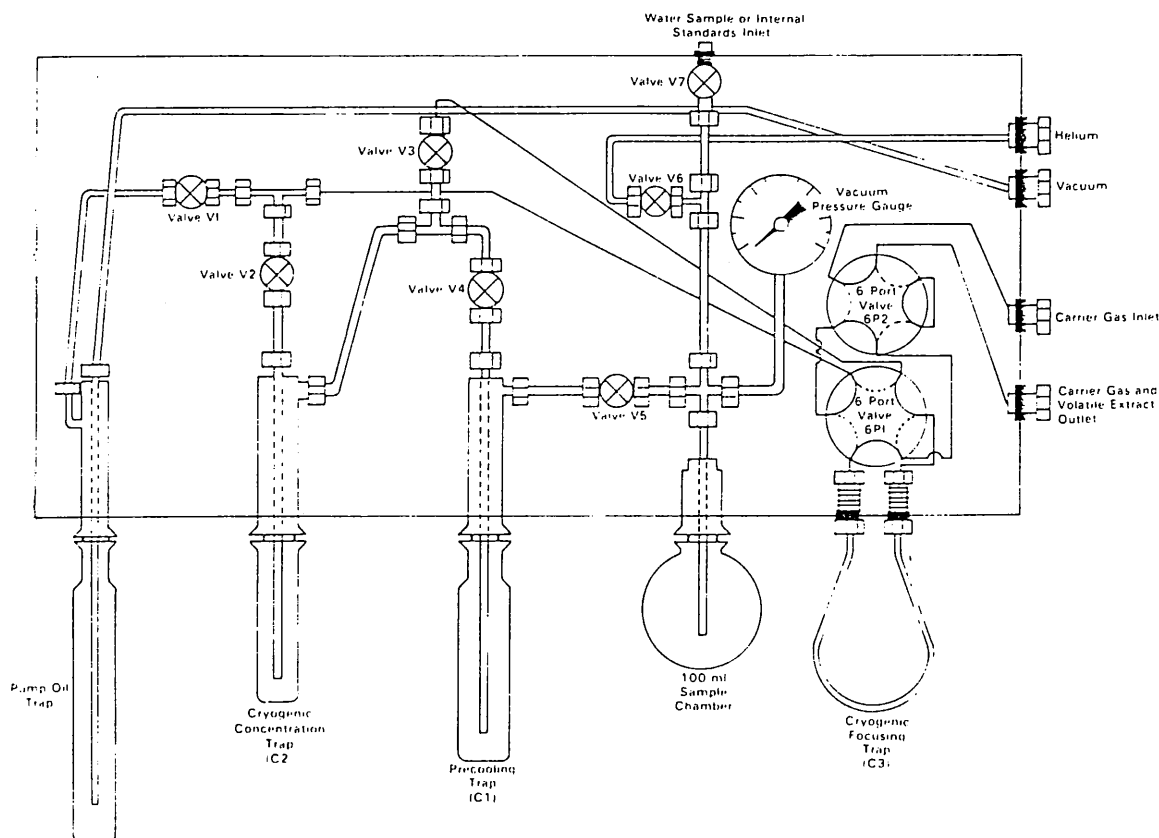 Water Sample or Internal
Standards Inlet
Valve V7
Valve V3
Helium
Valve V6
Vacuum
Vacuum
Pressure Gauge
Valve V1
Valve V2
Valve V4
6 Port
Valve
6P2
Carrier Gas Inlet
Valve V5
6 Port
Valve
6P1
Carrier Gas and
Volatile Extract
Outlet
Pump Oil
Trap
Cryogenic
Concentration
Trap
(C2
Precooling
Trap
(C1)
100 ml
Sample
Chamber
Cryogenic
Focusing
Trap
(C3)